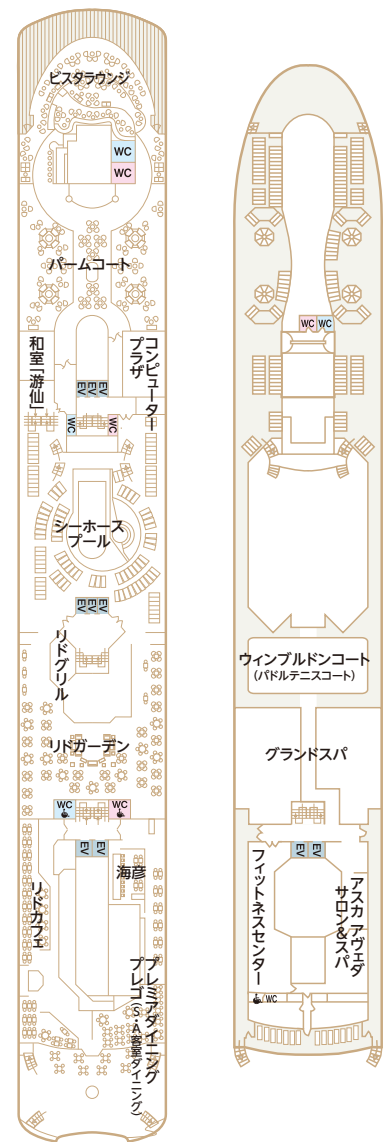 ビスタラウンジ
WC
WC
パームコート
和室「游仙」
コンピューター
プラザ
EV EV EV
WC
WC
シーホース
プール
EV EV EV
リドグリル
リドガーデン
WC
WC
EV EV
海彦
リドカフェ
プレミアダイニング
プレゴ(S・A客室ダイニング)
WC WC
ウィンブルドンコート
(パドルテニスコート)
グランドスパ
EV EV
フィットネスセンター
アスカ アヴェダ
サロン&スパ
/WC